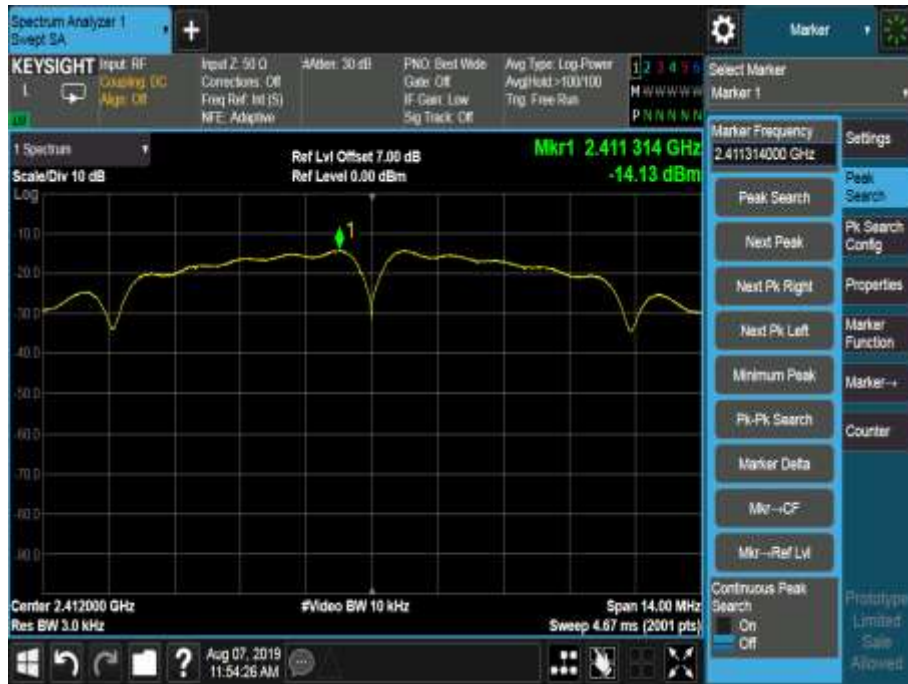 Spectrum Analyzer 1
Swept SA
+
Marker
KEYSIGHT
L
Input: RF
Coupling: DC
Align: Off
Input Z: 50 Ω
Corrections: Off
Freq Ref: Int (S)
NFE: Adaptive
#Atten: 30 dB
PNO: Best Wide
Gate: Off
IF Gain: Low
Sig Track: Off
Avg Type: Log-Power
Avg|Hold:>100/100
Trig: Free Run
1 2 3 4 5 6
M W W W W W
P N N N N N
Select Marker
Marker 1
1 Spectrum
Scale/Div 10 dB
Log
Ref Lvl Offset 7.00 dB
Ref Level 0.00 dBm
Mkr1 2.411 314 GHz
-14.13 dBm
1
-10.0
-20.0
-30.0
-40.0
-50.0
-60.0
-70.0
-80.0
-90.0
Center 2.412000 GHz
Res BW 3.0 kHz
#Video BW 10 kHz
Span 14.00 MHz
Sweep 4.67 ms (2001 pts)
Marker Frequency
2.411314000 GHz
Peak Search
Next Peak
Next Pk Right
Next Pk Left
Minimum Peak
Pk-Pk Search
Marker Delta
Mkr→CF
Mkr→Ref Lvl
Continuous Peak
Search
On
Off
Settings
Peak
Search
Pk Search
Config
Properties
Marker
Function
Marker→
Counter
Prototype
Limited
Sale
Allowed
?
Aug 07, 2019
11:54:26 AM